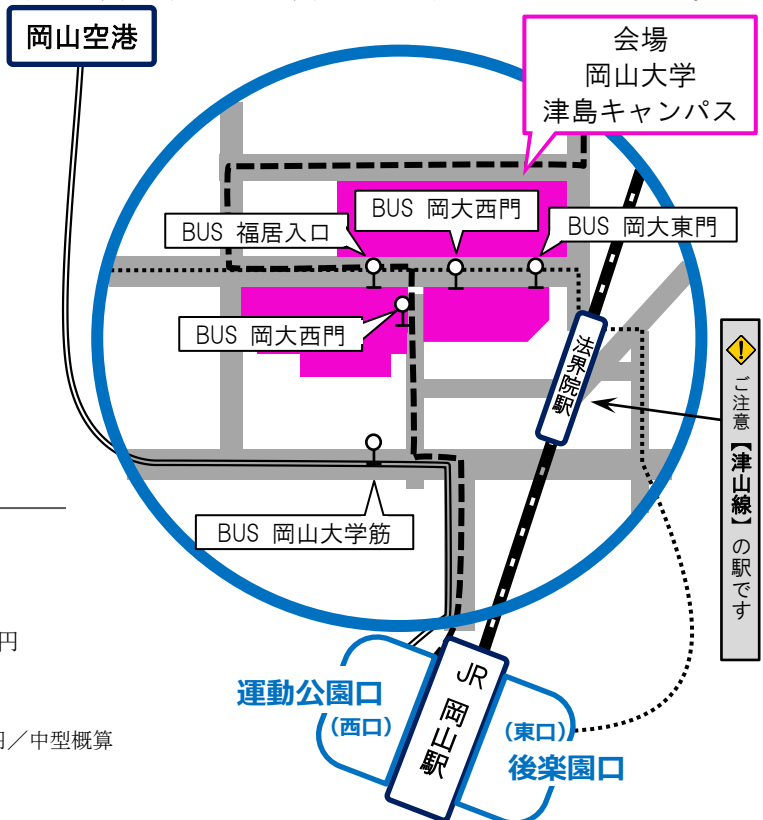 岡山空港
会場
岡山大学
津島キャンパス
BUS 岡大西門
BUS 福居入口
BUS 岡大東門
BUS 岡大西門
法界院駅
ご注意【津山線】の駅です
BUS 岡山大学筋
円
運動公園口
(西口)
JR 岡山駅
(東口)
後楽園口
円／中型概算